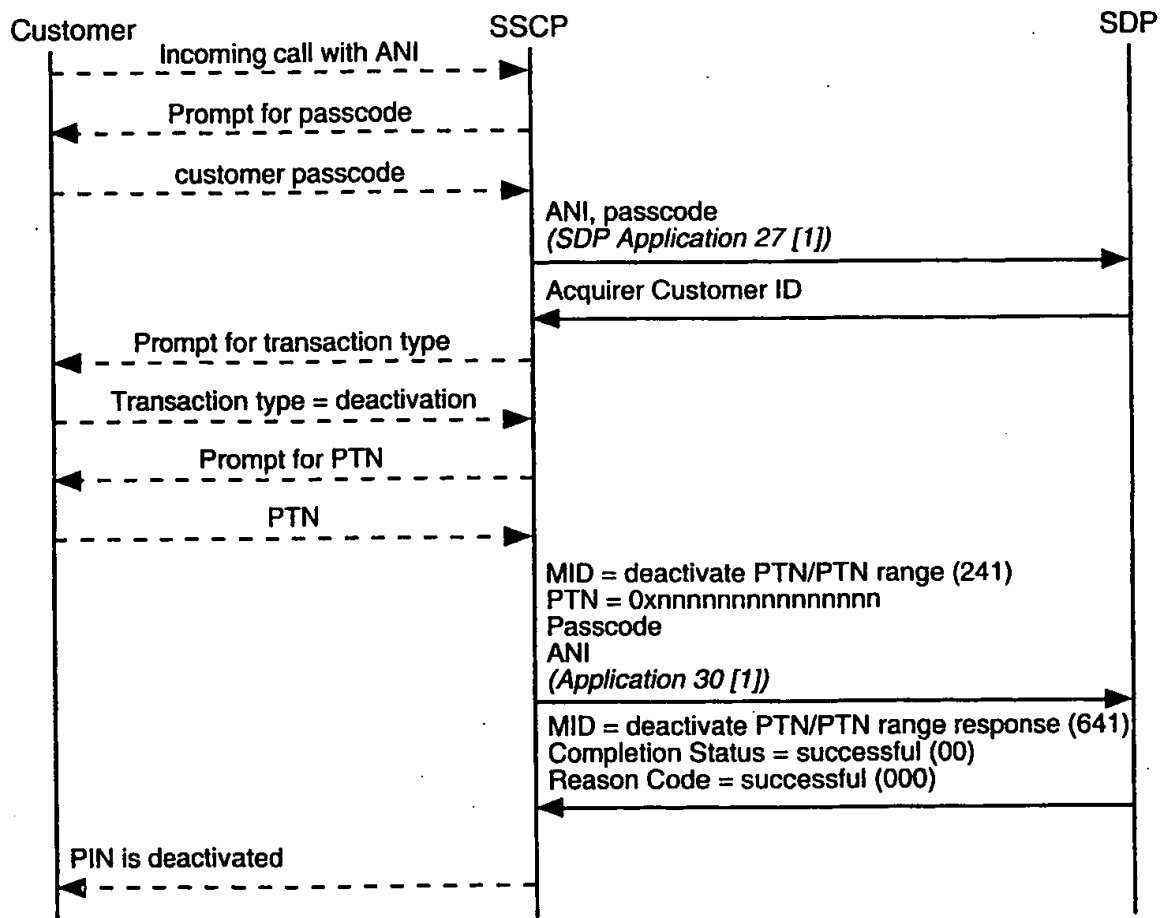 Customer
SSCP
SDP
Incoming call with ANI
Prompt for passcode
customer passcode
ANI, passcode
(SDP Application 27 [1])
Acquirer Customer ID
Prompt for transaction type
Transaction type = deactivation
Prompt for PTN
PTN
MID = deactivate PTN/PTN range (241)
PTN = 0xnnnnnnnnnnnnnnnn
Passcode
ANI
(Application 30 [1])
MID = deactivate PTN/PTN range response (641)
Completion Status = successful (00)
Reason Code = successful (000)
PIN is deactivated